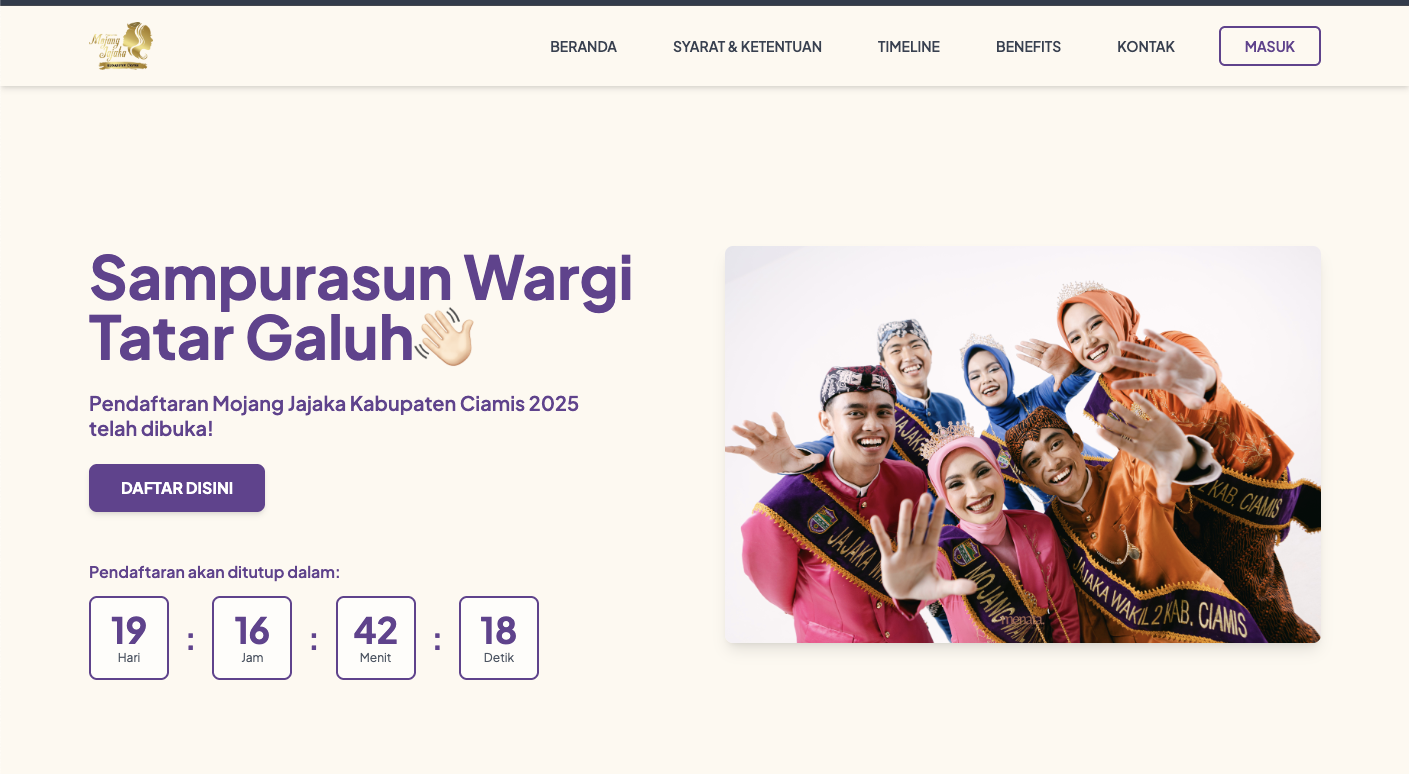 Mojang
Jajaka
BERANDA
SYARAT & KETENTUAN
TIMELINE
BENEFITS
KONTAK
MASUK
Sampurasun Wargi
Tatar Galuh👋🏻
Pendaftaran Mojang Jajaka Kabupaten Ciamis 2025
telah dibuka!
DAFTAR DISINI
Pendaftaran akan ditutup dalam:
19 : 16 : 42 : 18
Hari Jam Menit Detik
JAJAKA
2 KAB. CIAMIS
JAJAKA W
MOJANG
JAJAKA WAKIL 2 KAB. CIAMIS